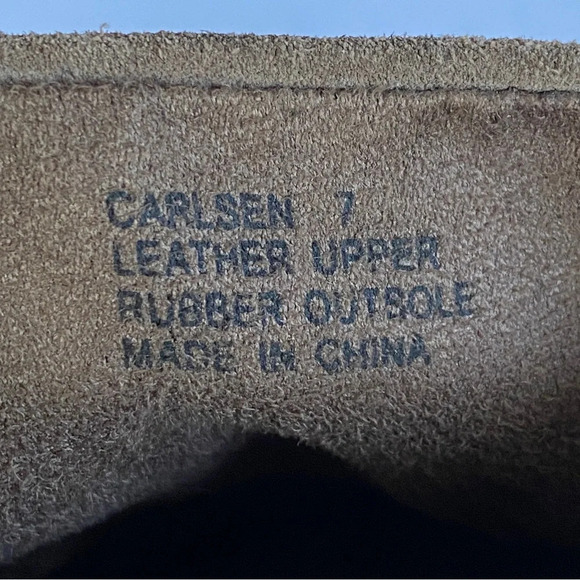 CARLSEN 7
LEATHER UPPER
RUBBER OUTSOLE
MADE IN CHINA